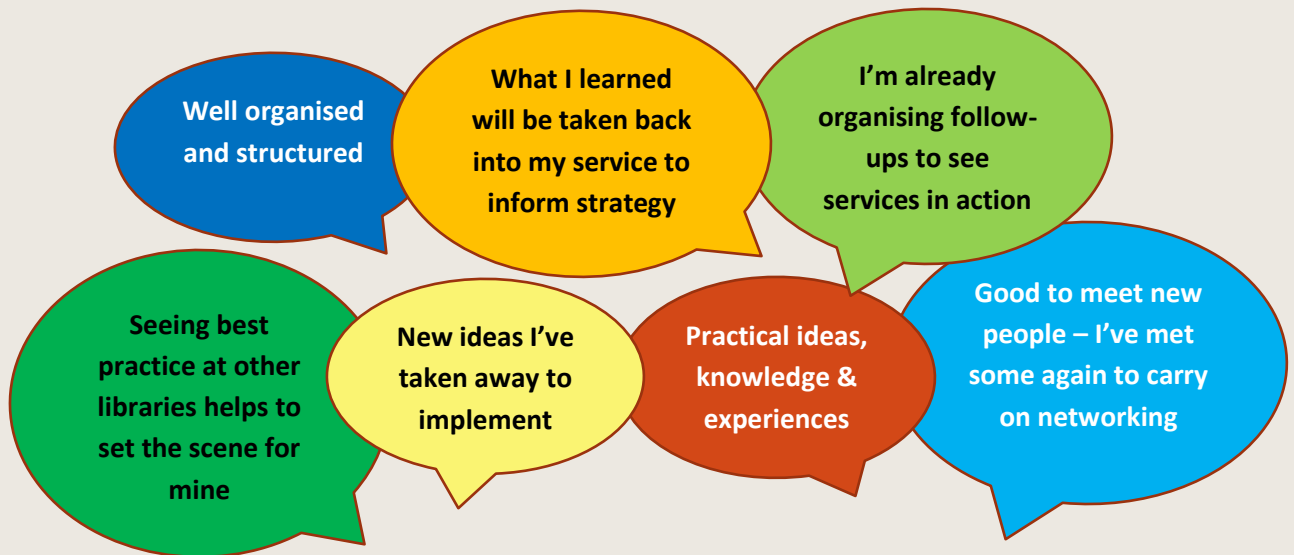 Well organised
and structured
What I learned
will be taken back
into my service to
inform strategy
I’m already
organising follow-
ups to see
services in action
Seeing best
practice at other
libraries helps to
set the scene for
mine
New ideas I’ve
taken away to
implement
Practical ideas,
knowledge &
experiences
Good to meet new
people – I’ve met
some again to carry
on networking